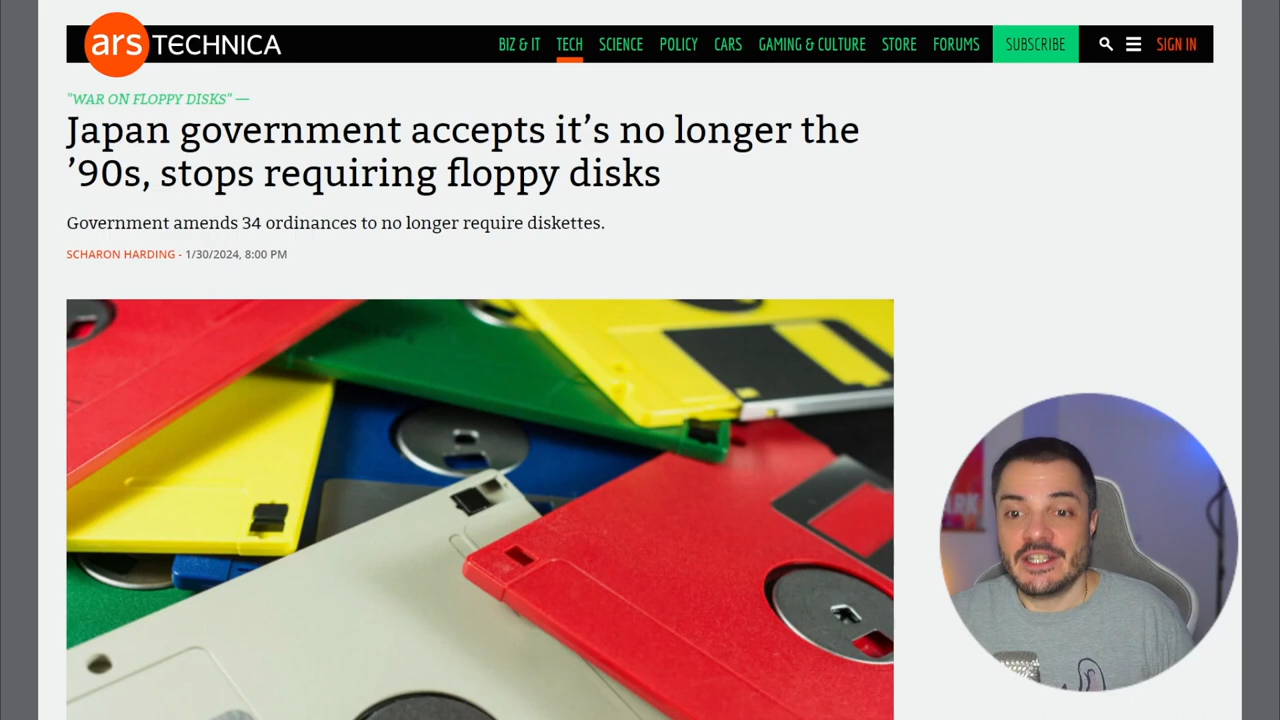 ars TECHNICA
BIZ & IT TECH SCIENCE POLICY CARS GAMING & CULTURE STORE FORUMS SUBSCRIBE SIGN IN
"WAR ON FLOPPY DISKS" —
Japan government accepts it’s no longer the
’90s, stops requiring floppy disks
Government amends 34 ordinances to no longer require diskettes.
SCHARON HARDING - 1/30/2024, 8:00 PM